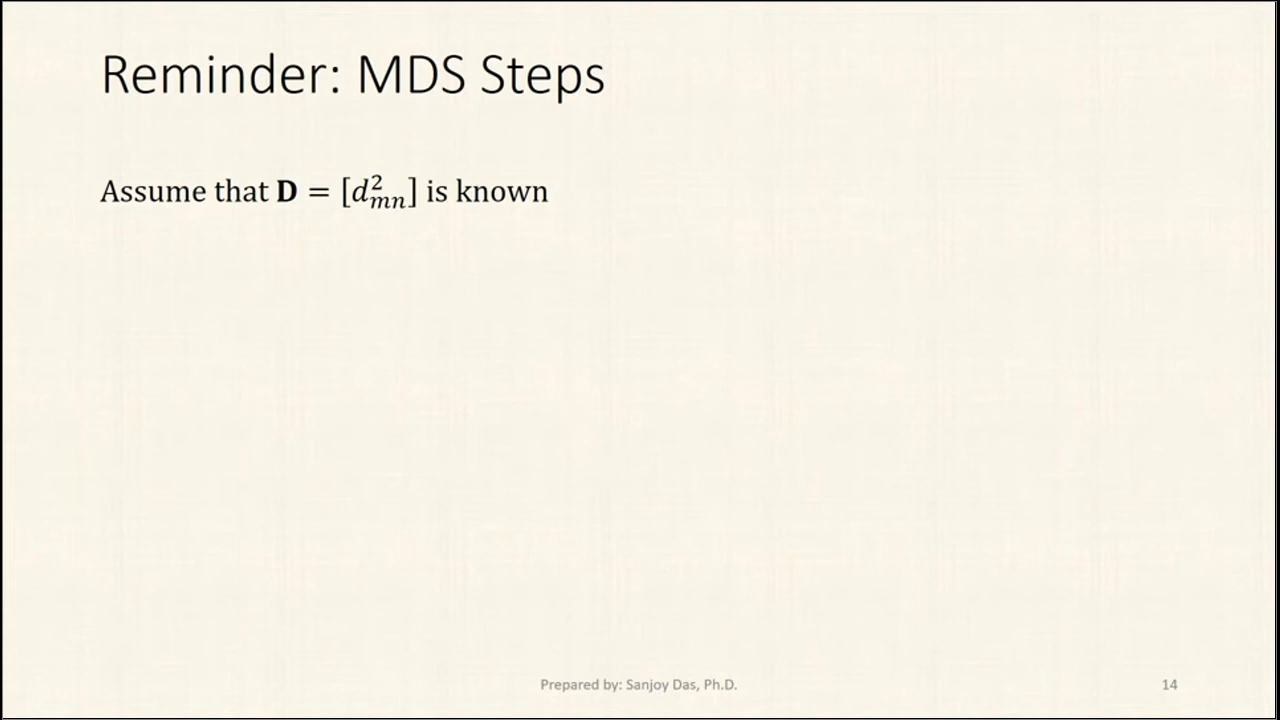 Reminder: MDS Steps
Assume that 𝐃 = [𝑑²ₘₙ] is known
Prepared by: Sanjoy Das, Ph.D.
14